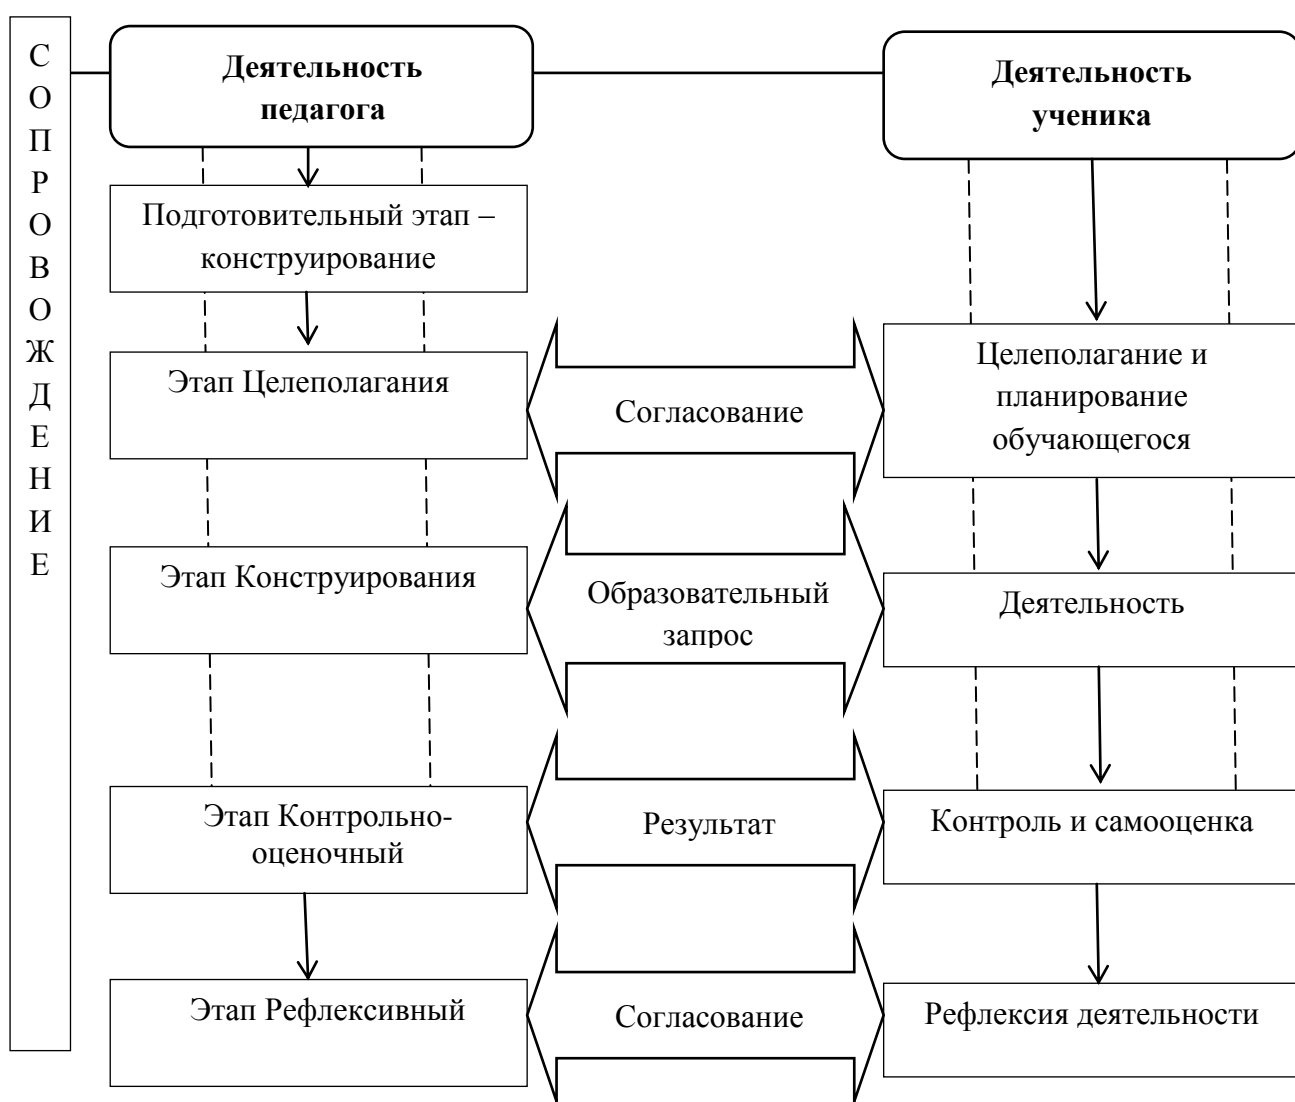 СОПРОВОЖДЕНИЕ
Деятельность
педагога
Деятельность
ученика
Подготовительный этап –
конструирование
Этап Целеполагания
Согласование
Целеполагание и
планирование
обучающегося
Этап Конструирования
Образовательный
запрос
Деятельность
Этап Контрольно-
оценочный
Результат
Контроль и самооценка
Этап Рефлексивный
Согласование
Рефлексия деятельности